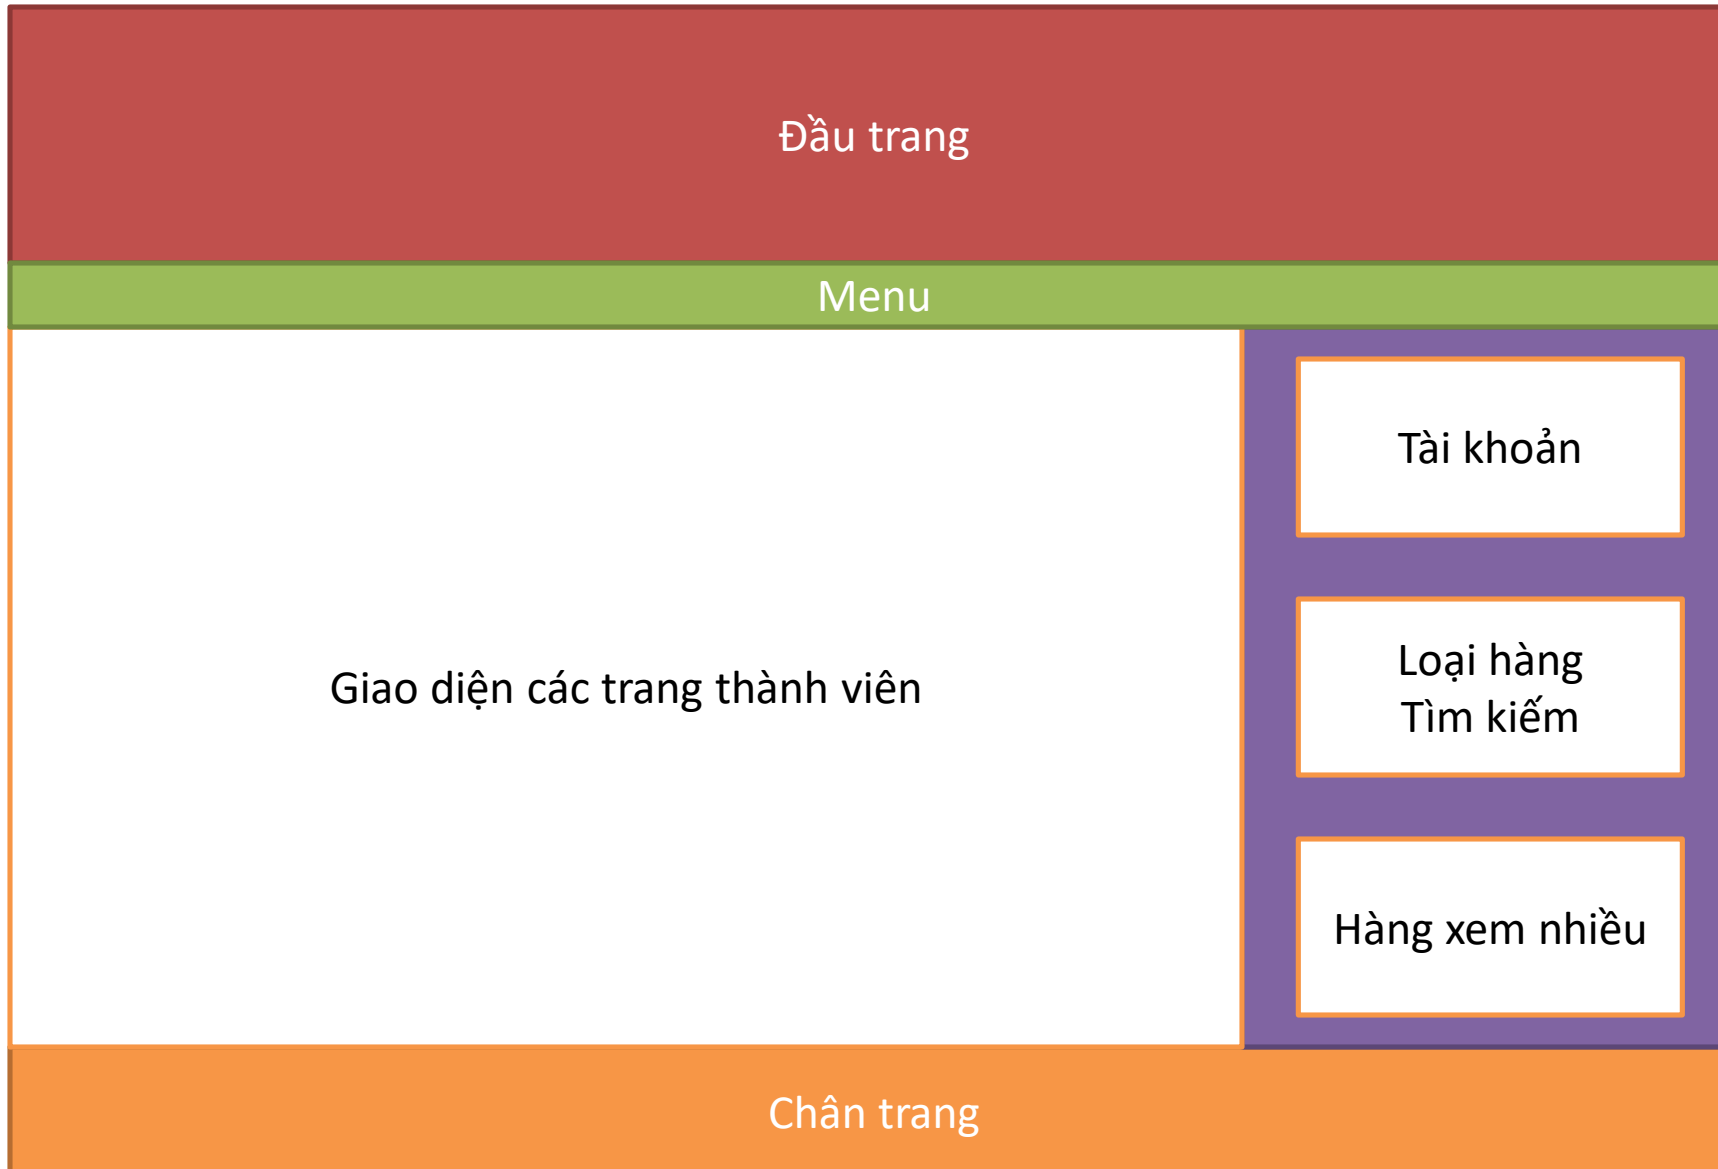 Đầu trang
Menu
Giao diện các trang thành viên
Tài khoản
Loại hàng
Tìm kiếm
Hàng xem nhiều
Chân trang